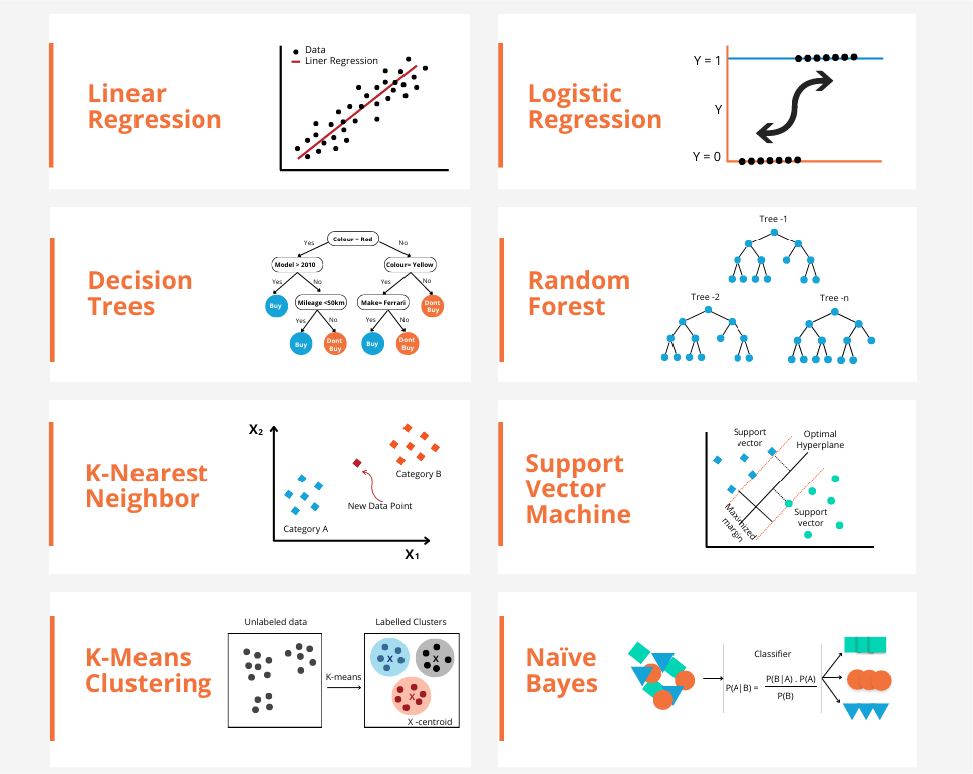 Linear
Regression
Data
Liner Regression
Logistic
Regression
Y = 1
Y
Y = 0
Decision
Trees
Colour = Red
Yes
No
Model > 2010
Colour= Yellow
Yes
No
Yes
No
Buy
Mileage <50km
Make= Ferrari
Dont
Buy
Yes
No
Yes
No
Buy
Dont
Buy
Buy
Dont
Buy
Random
Forest
Tree -1
Tree -2
Tree -n
K-Nearest
Neighbor
X₂
Category B
New Data Point
Category A
X₁
Support
Vector
Machine
Support
vector
Optimal
Hyperplane
Maximized
margin
Support
vector
K-Means
Clustering
Unlabeled data
Labelled Clusters
K-means
X
X
X
X -centroid
Naïve
Bayes
Classifier
P(A|B) =
P(B|A) . P(A)
P(B)